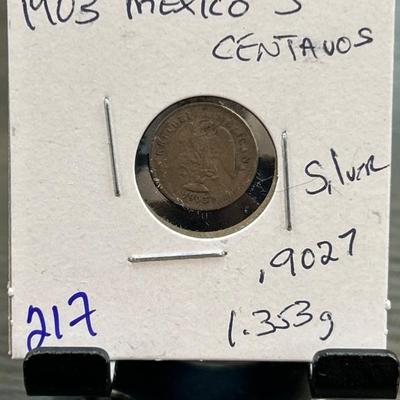 1903 MEXICO 5
CENTAVOS
Silver
.9027
1.353g
217